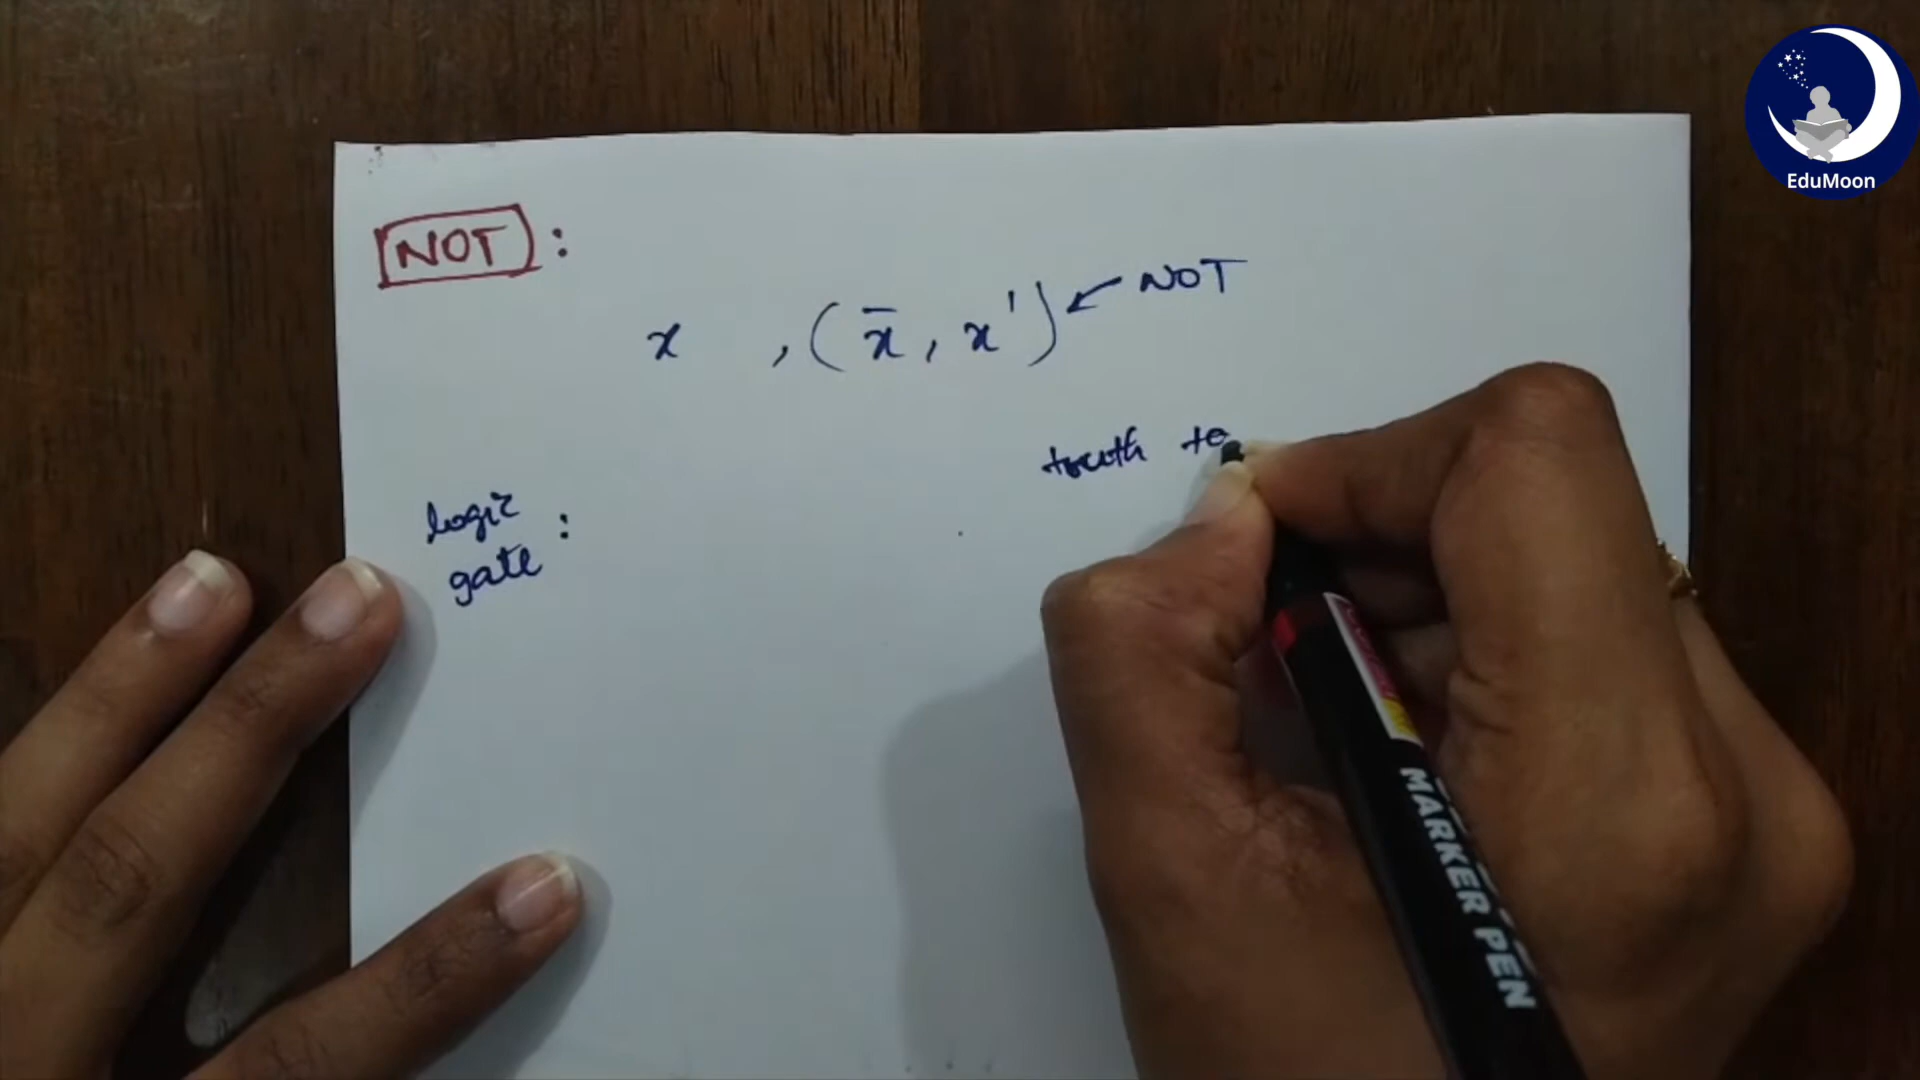 EduMoon
NOT :
x , (x̄, x') ← NOT
truth
logic
gate :
MARKER PEN